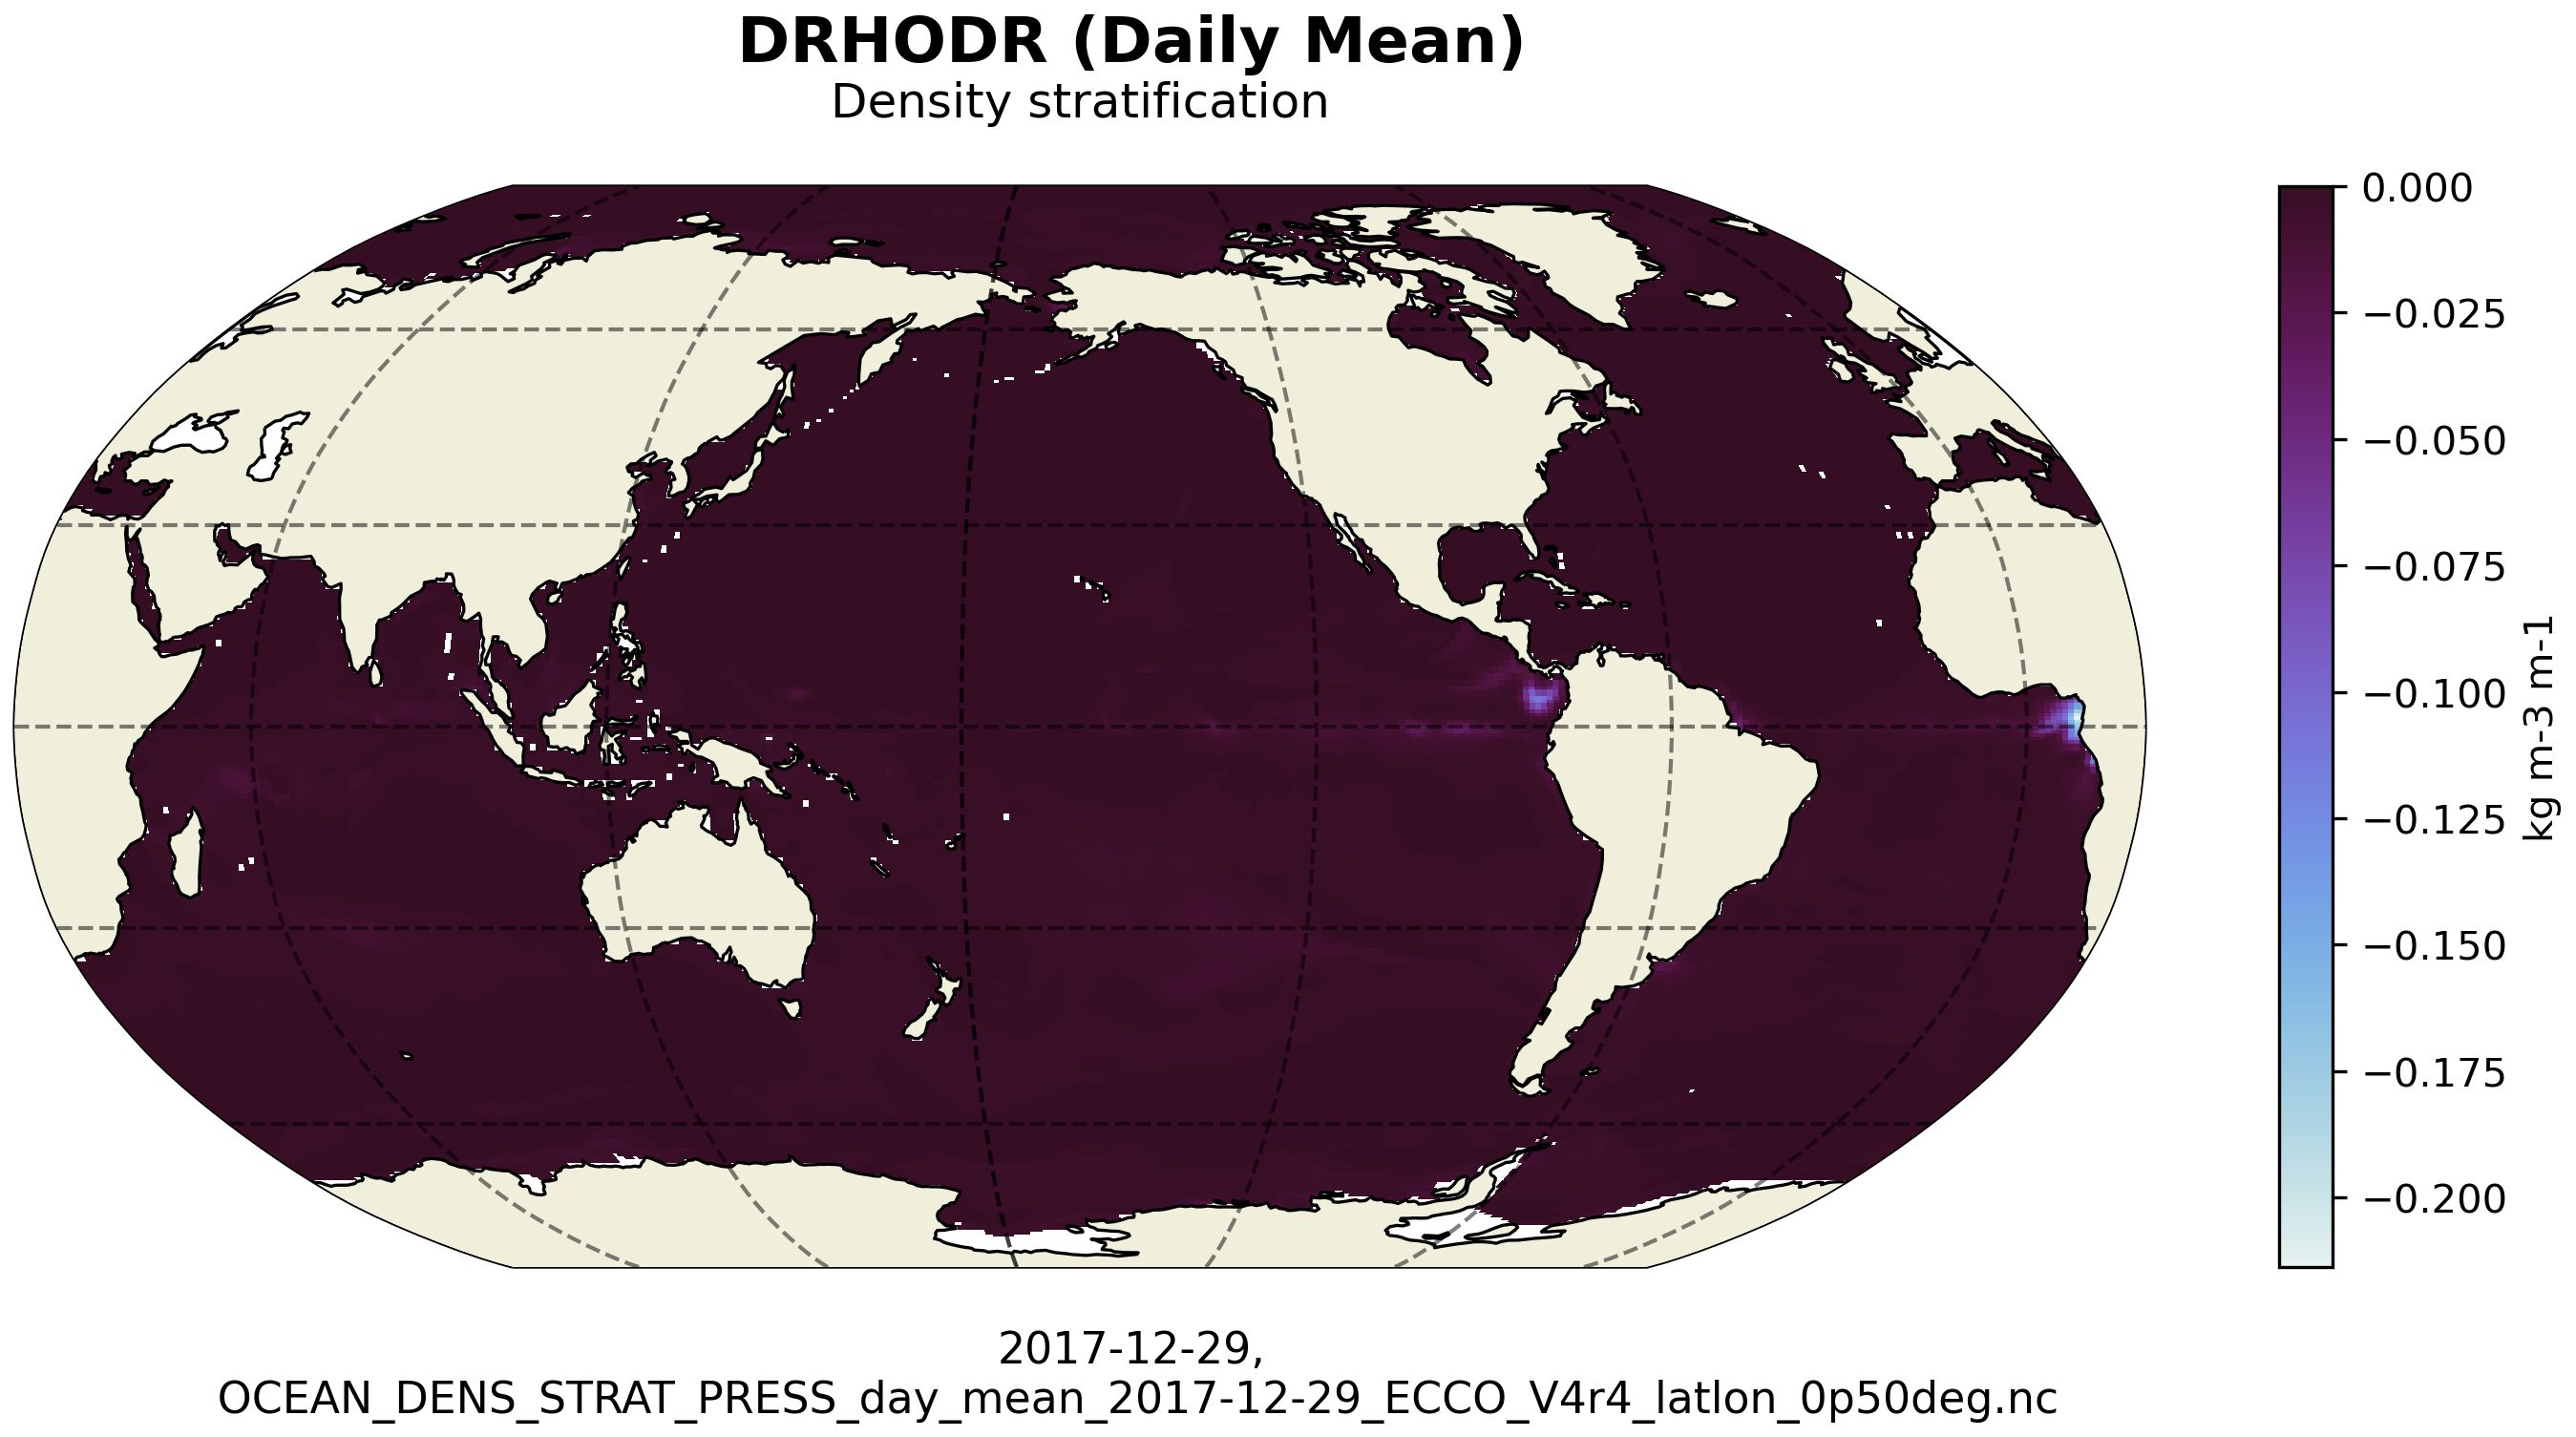 DRHODR (Daily Mean)
Density stratification
0.000
−0.025
−0.050
−0.075
−0.100
−0.125
−0.150
−0.175
−0.200
kg m-3 m-1
2017-12-29,
OCEAN_DENS_STRAT_PRESS_day_mean_2017-12-29_ECCO_V4r4_latlon_0p50deg.nc